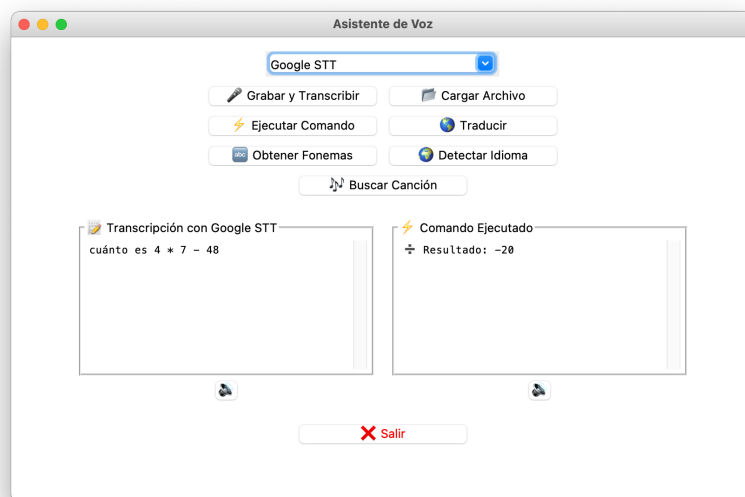 Asistente de Voz
Google STT
Grabar y Transcribir
Cargar Archivo
Ejecutar Comando
Traducir
abc Obtener Fonemas
Detectar Idioma
Buscar Canción
Transcripción con Google STT
cuánto es 4 * 7 - 48
Comando Ejecutado
➗ Resultado: -20
Salir